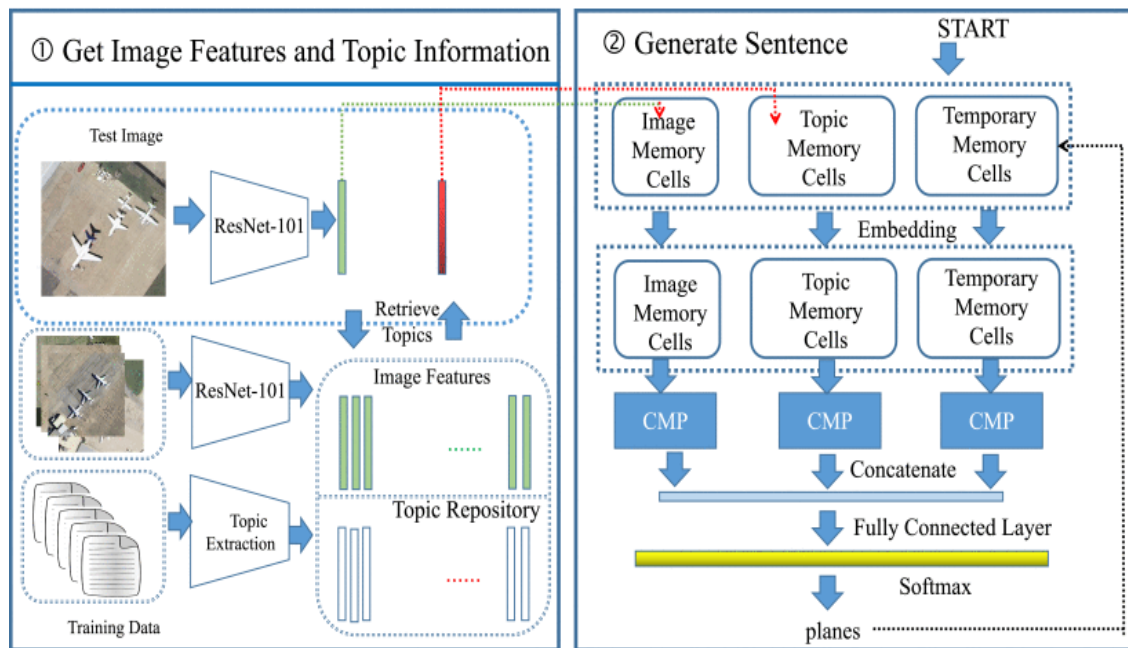 ① Get Image Features and Topic Information
Test Image
ResNet-101
Retrieve
Topics
ResNet-101
Image Features
......
Topic
Extraction
Topic Repository
......
Training Data
② Generate Sentence
START
Image
Memory
Cells
Topic
Memory
Cells
Temporary
Memory
Cells
Embedding
Image
Memory
Cells
Topic
Memory
Cells
Temporary
Memory
Cells
CMP
CMP
CMP
Concatenate
Fully Connected Layer
Softmax
planes